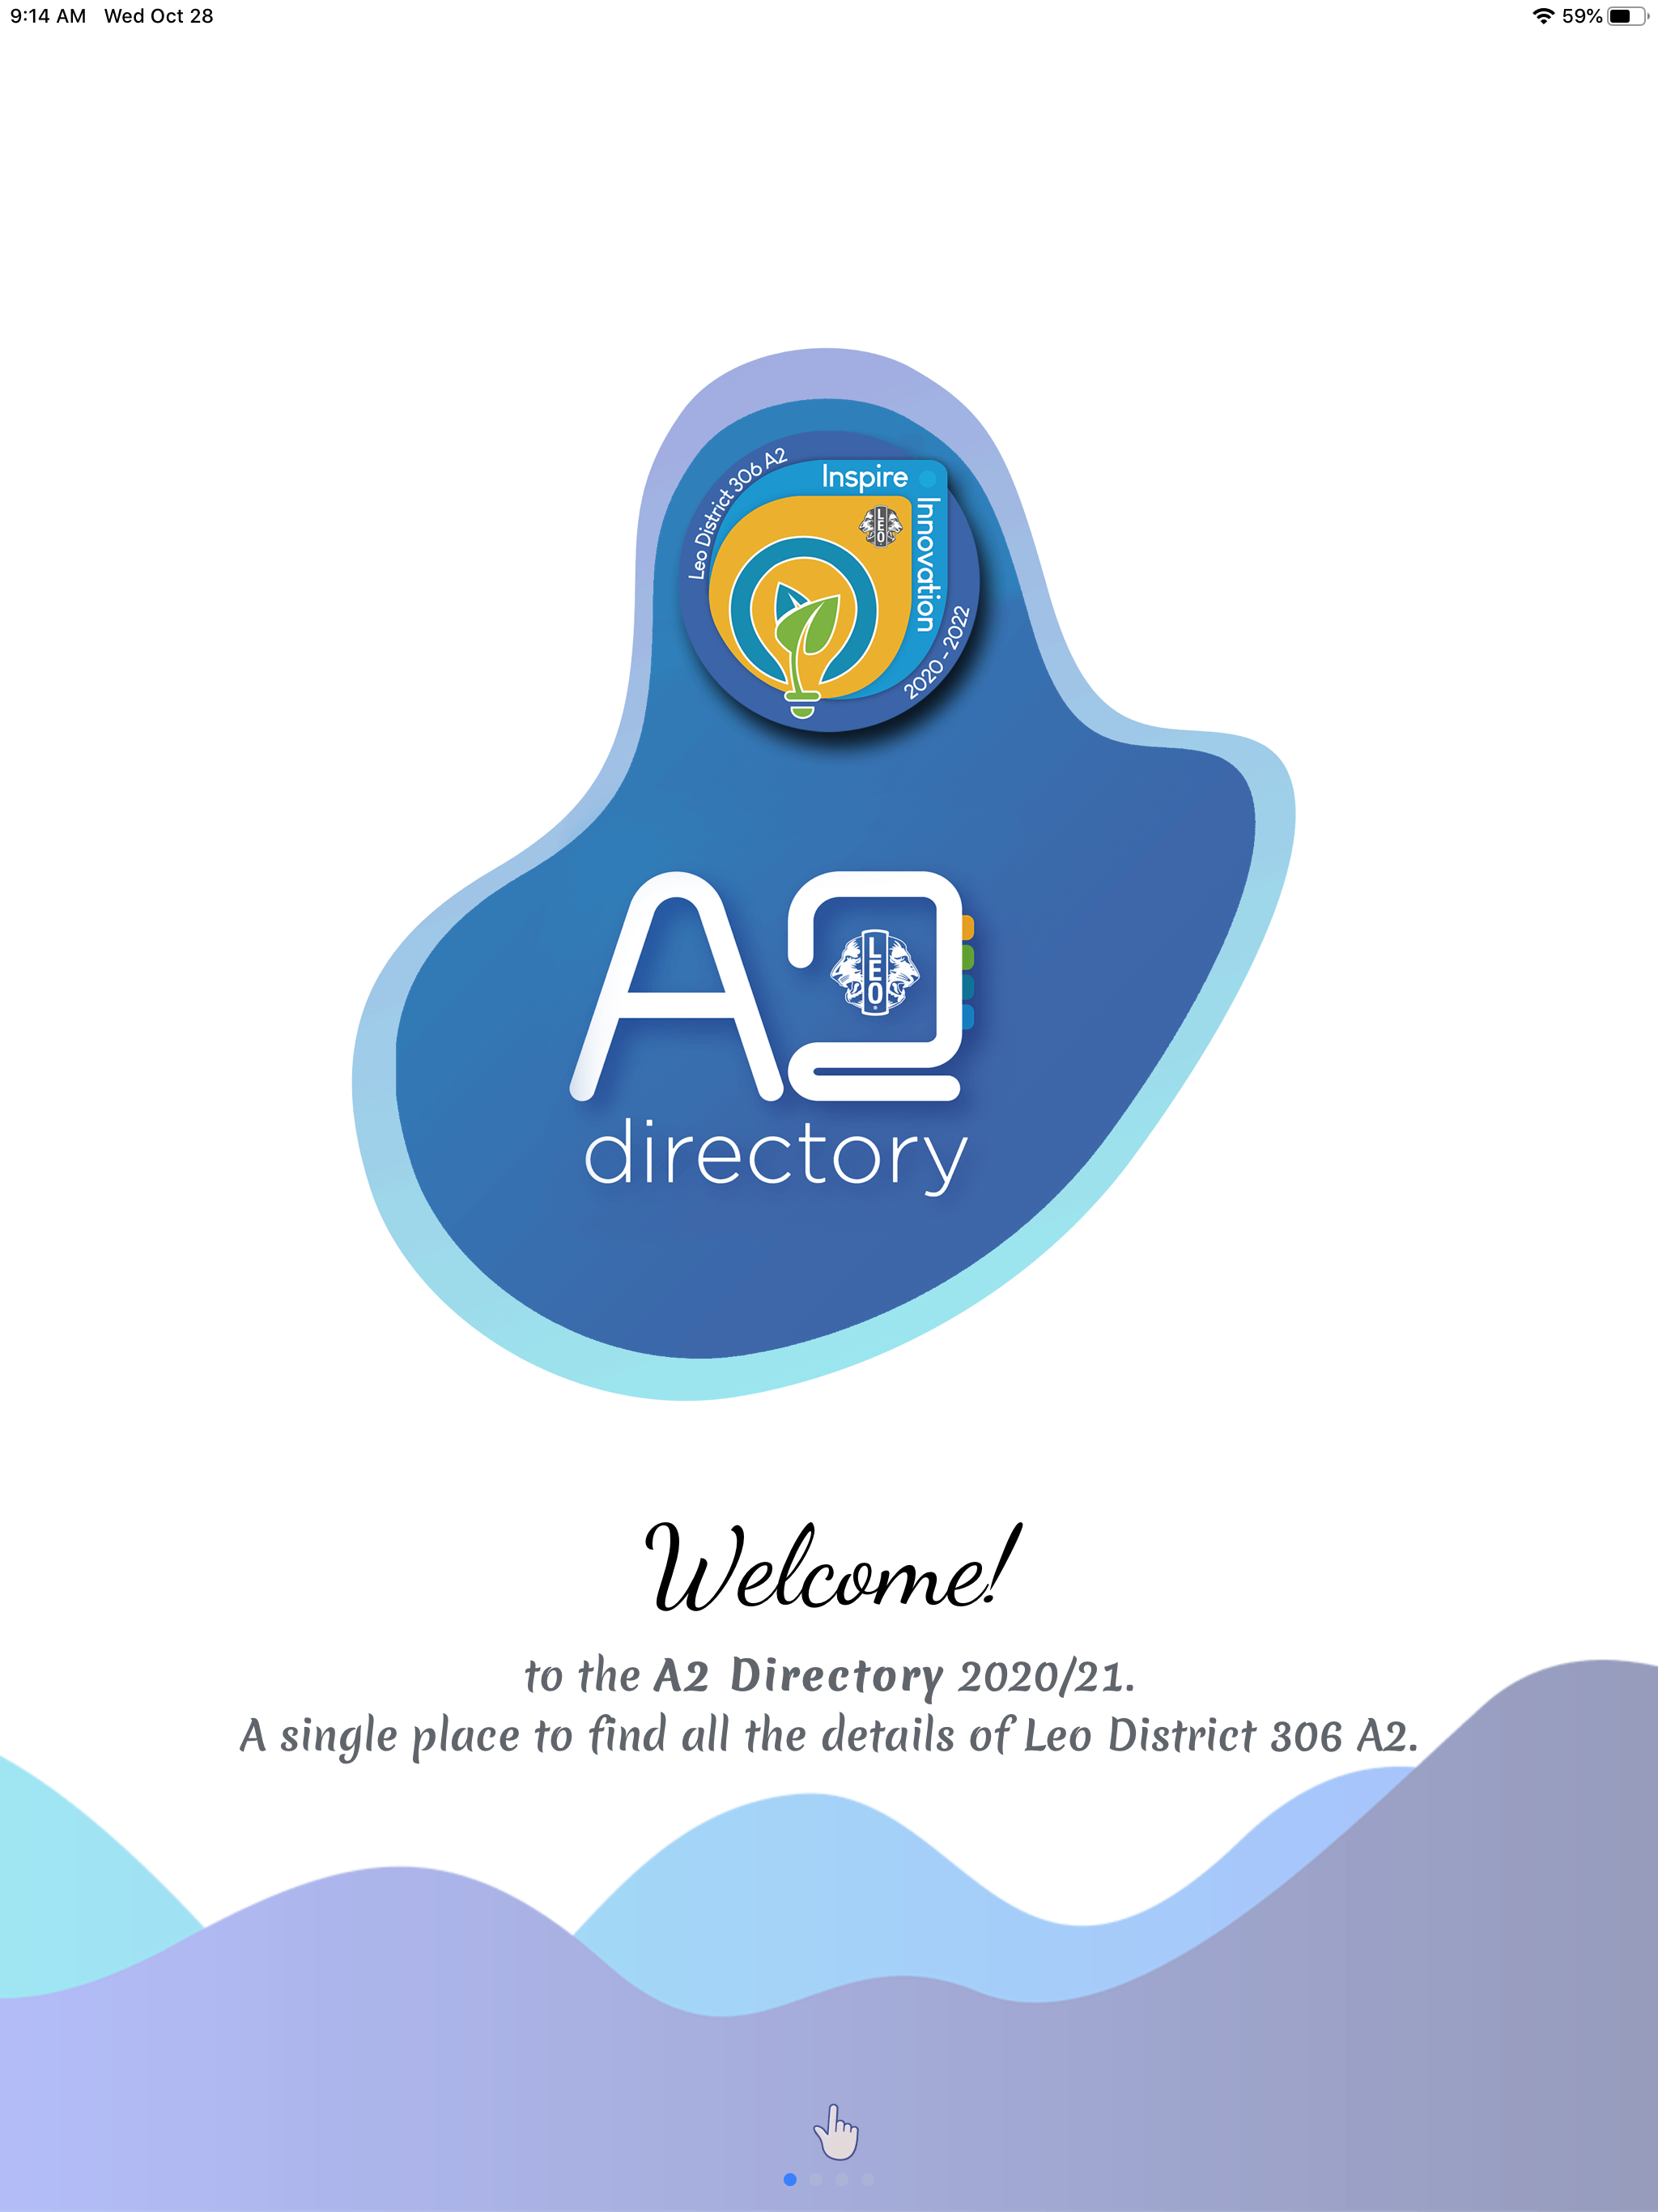 9:14 AM Wed Oct 28
59%
Leo District 306 A2
Inspire
Innovation
LEO
2020 - 2022
A2
LEO
directory
Welcome!
to the A2 Directory 2020/21.
A single place to find all the details of Leo District 306 A2.